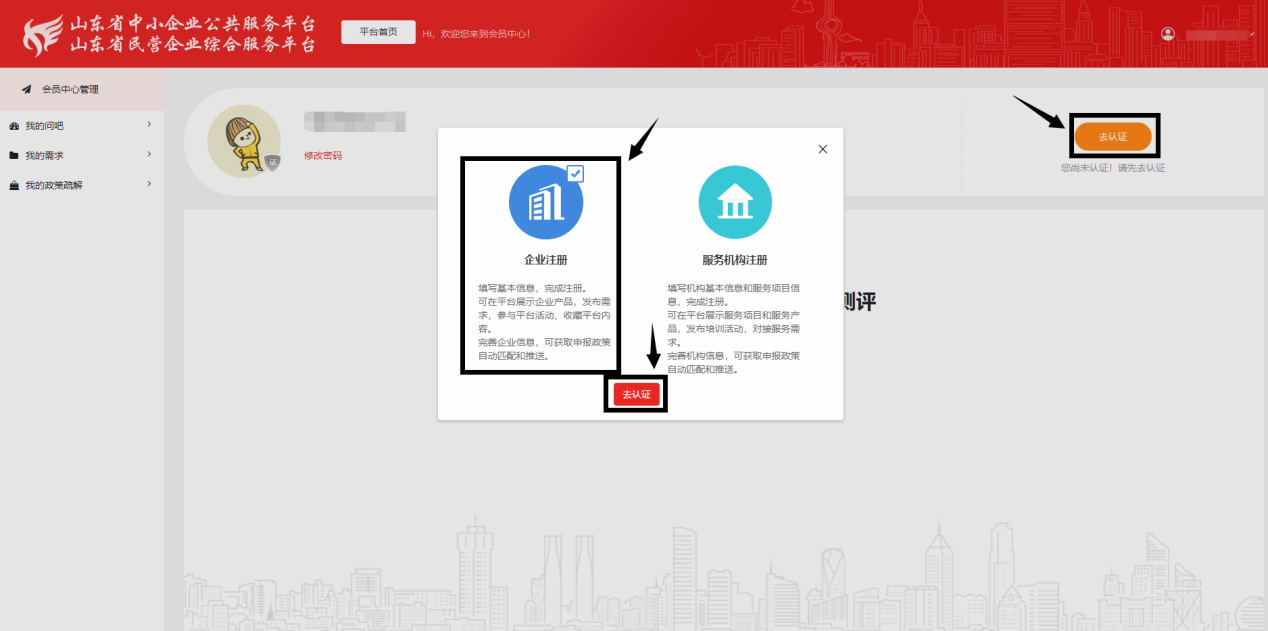 山东省中小企业公共服务平台
山东省民营企业综合服务平台
平台首页
Hi，欢迎您来到会员中心！
会员中心管理
我的问吧
我的需求
我的政策疏解
证
修改密码
去认证
您尚未认证！请先去认证
企业注册
填写基本信息，完成注册。
可在平台展示企业产品，发布需
求，参与平台活动、收藏平台内
容。
完善企业信息，可获取申报政策
自动匹配和推送。
服务机构注册
填写机构基本信息和服务项目信
息，完成注册。
可在平台展示服务项目和服务产
品，发布培训活动，对接服务需
求。
完善机构信息，可获取申报政策
自动匹配和推送。
去认证
测评